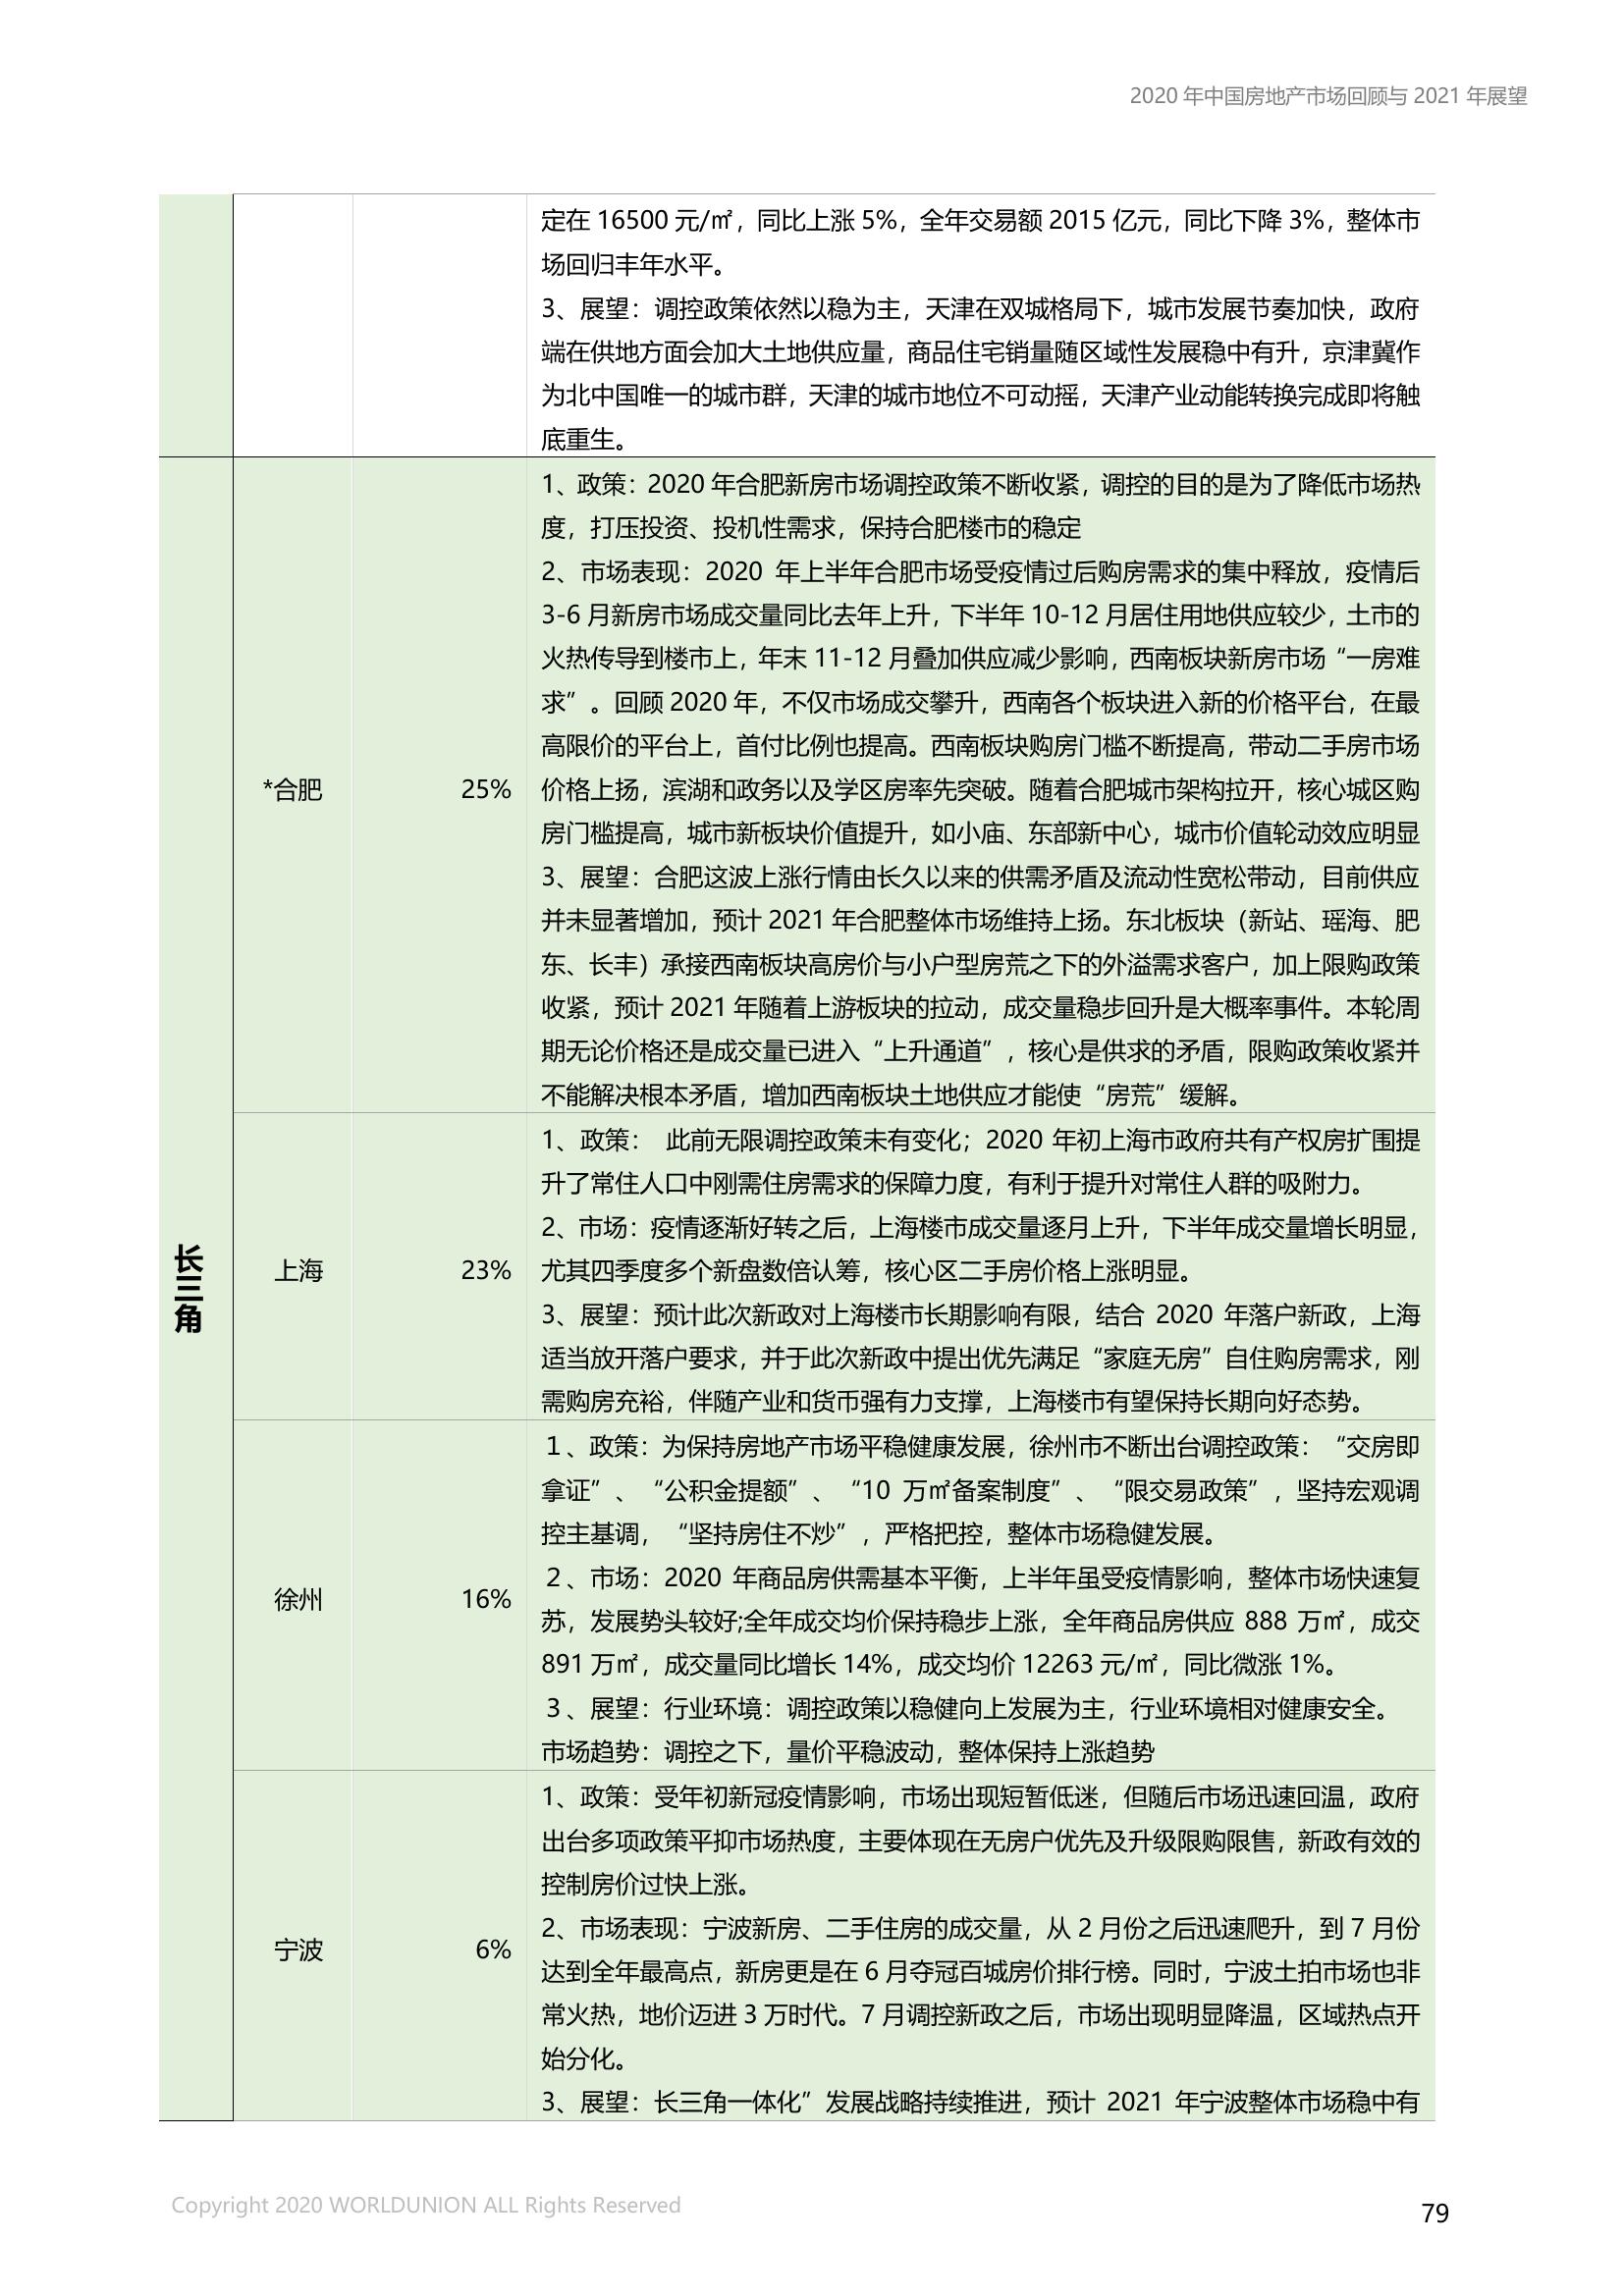 2020 年中国房地产市场回顾与 2021 年展望
定在 16500 元/㎡，同比上涨 5%，全年交易额 2015 亿元，同比下降 3%，整体市
场回归丰年水平。
3、展望：调控政策依然以稳为主，天津在双城格局下，城市发展节奏加快，政府
端在供地方面会加大土地供应量，商品住宅销量随区域性发展稳中有升，京津冀作
为北中国唯一的城市群，天津的城市地位不可动摇，天津产业动能转换完成即将触
底重生。
长三角
*合肥
25%
1、政策：2020 年合肥新房市场调控政策不断收紧，调控的目的是为了降低市场热
度，打压投资、投机性需求，保持合肥楼市的稳定
2、市场表现：2020 年上半年合肥市场受疫情过后购房需求的集中释放，疫情后
3-6 月新房市场成交量同比去年上升，下半年 10-12 月居住用地供应较少，土市的
火热传导到楼市上，年末 11-12 月叠加供应减少影响，西南板块新房市场“一房难
求”。回顾 2020 年，不仅市场成交攀升，西南各个板块进入新的价格平台，在最
高限价的平台上，首付比例也提高。西南板块购房门槛不断提高，带动二手房市场
价格上扬，滨湖和政务以及学区房率先突破。随着合肥城市架构拉开，核心城区购
房门槛提高，城市新板块价值提升，如小庙、东部新中心，城市价值轮动效应明显
3、展望：合肥这波上涨行情由长久以来的供需矛盾及流动性宽松带动，目前供应
并未显著增加，预计 2021 年合肥整体市场维持上扬。东北板块（新站、瑶海、肥
东、长丰）承接西南板块高房价与小户型房荒之下的外溢需求客户，加上限购政策
收紧，预计 2021 年随着上游板块的拉动，成交量稳步回升是大概率事件。本轮周
期无论价格还是成交量已进入“上升通道”，核心是供求的矛盾，限购政策收紧并
不能解决根本矛盾，增加西南板块土地供应才能使“房荒”缓解。
上海
23%
1、政策： 此前无限调控政策未有变化；2020 年初上海市政府共有产权房扩围提
升了常住人口中刚需住房需求的保障力度，有利于提升对常住人群的吸附力。
2、市场：疫情逐渐好转之后，上海楼市成交量逐月上升，下半年成交量增长明显，
尤其四季度多个新盘数倍认筹，核心区二手房价格上涨明显。
3、展望：预计此次新政对上海楼市长期影响有限，结合 2020 年落户新政，上海
适当放开落户要求，并于此次新政中提出优先满足“家庭无房”自住购房需求，刚
需购房充裕，伴随产业和货币强有力支撑，上海楼市有望保持长期向好态势。
徐州
16%
１、政策：为保持房地产市场平稳健康发展，徐州市不断出台调控政策：“交房即
拿证”、“公积金提额”、“10 万㎡备案制度”、“限交易政策”，坚持宏观调
控主基调，“坚持房住不炒”，严格把控，整体市场稳健发展。
２、市场：2020 年商品房供需基本平衡，上半年虽受疫情影响，整体市场快速复
苏，发展势头较好;全年成交均价保持稳步上涨，全年商品房供应 888 万㎡，成交
891 万㎡，成交量同比增长 14%，成交均价 12263 元/㎡，同比微涨 1%。
３、展望：行业环境：调控政策以稳健向上发展为主，行业环境相对健康安全。
市场趋势：调控之下，量价平稳波动，整体保持上涨趋势
宁波
6%
1、政策：受年初新冠疫情影响，市场出现短暂低迷，但随后市场迅速回温，政府
出台多项政策平抑市场热度，主要体现在无房户优先及升级限购限售，新政有效的
控制房价过快上涨。
2、市场表现：宁波新房、二手住房的成交量，从 2 月份之后迅速爬升，到 7 月份
达到全年最高点，新房更是在 6 月夺冠百城房价排行榜。同时，宁波土拍市场也非
常火热，地价迈进 3 万时代。7 月调控新政之后，市场出现明显降温，区域热点开
始分化。
3、展望：长三角一体化”发展战略持续推进，预计 2021 年宁波整体市场稳中有
Copyright 2020 WORLDUNION ALL Rights Reserved
79